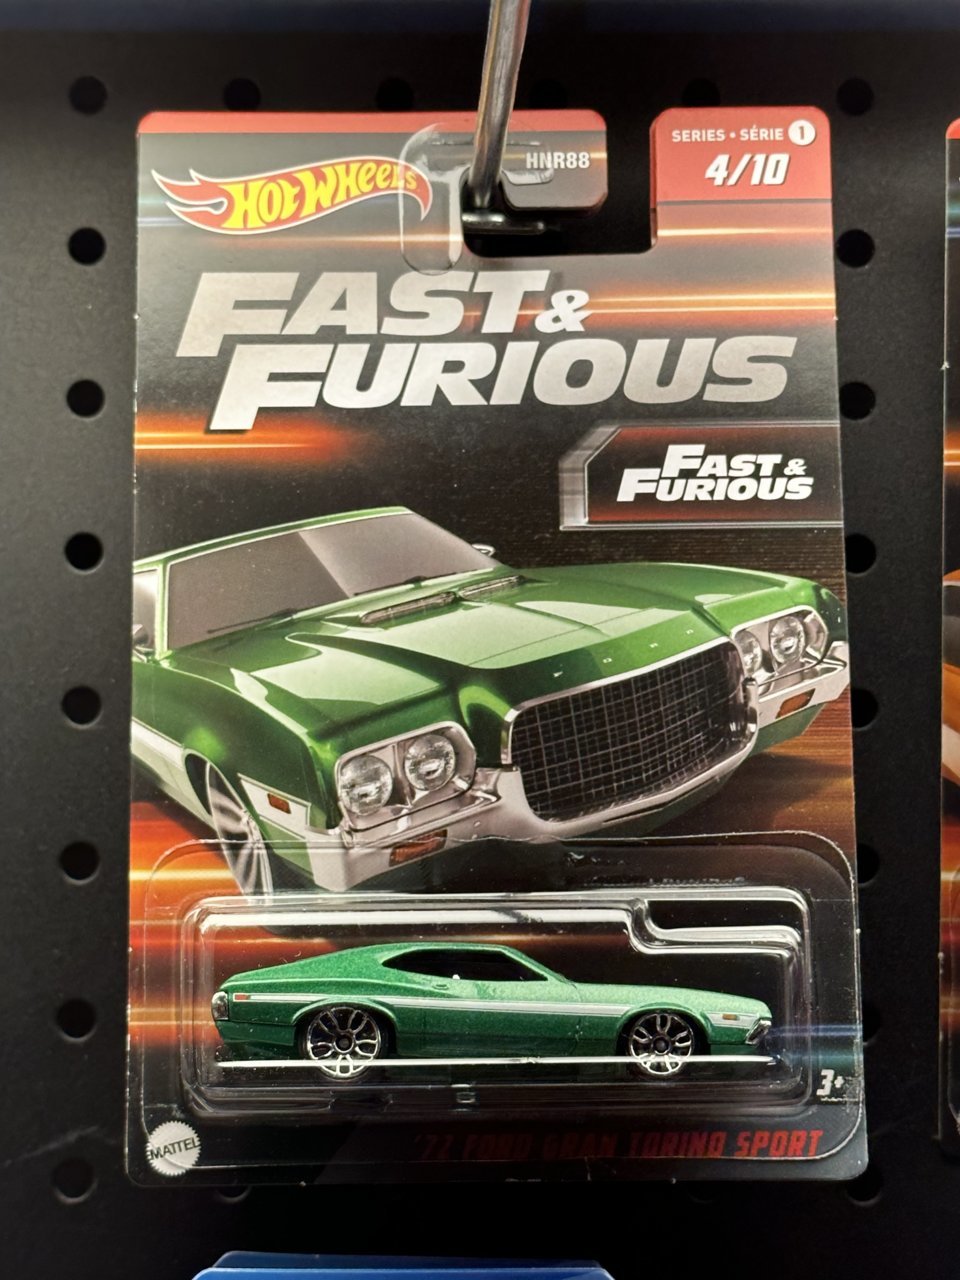 HOT WHEELS
HNR88
SERIES • SÉRIE 1
4/10
FAST &
FURIOUS
FAST &
FURIOUS
FORD
3+
MATTEL
'72 FORD GRAN TORINO SPORT